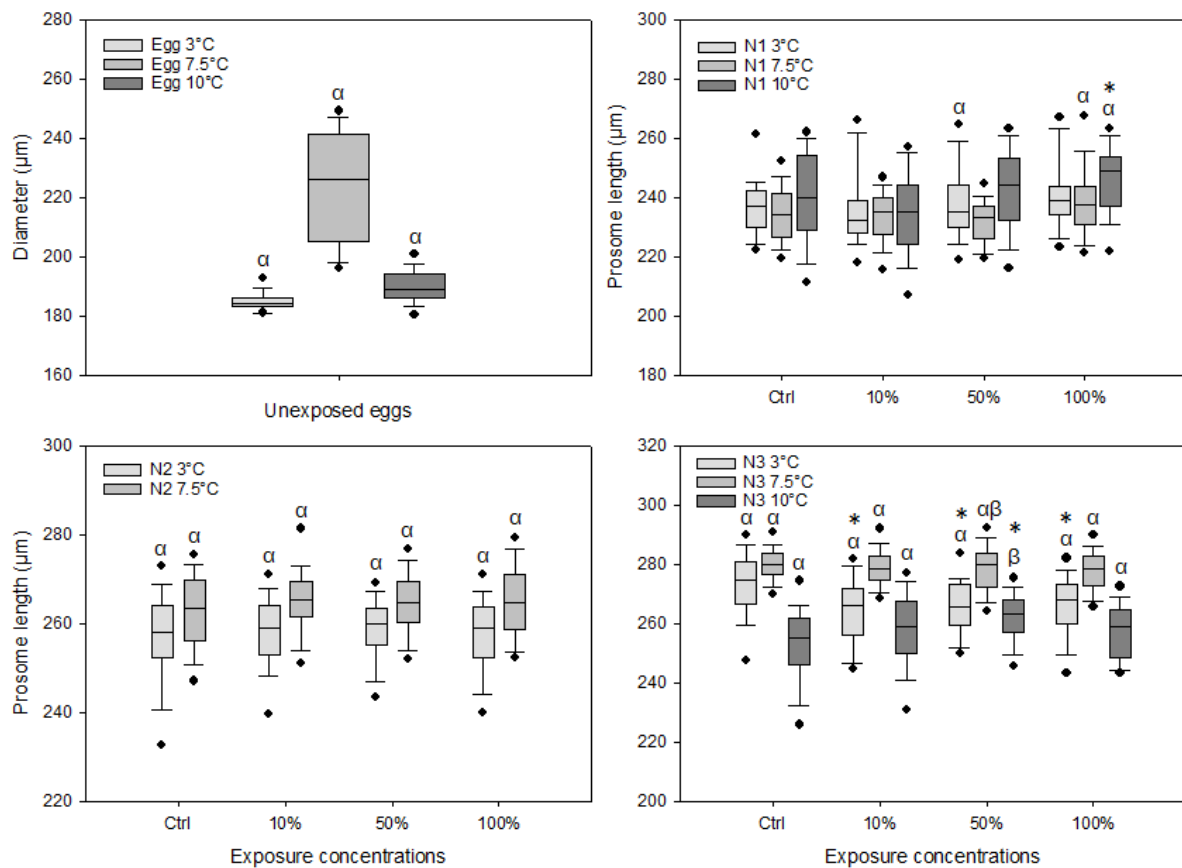 280
260
240
220
200
180
160
Diameter (µm)
Egg 3°C
Egg 7.5°C
Egg 10°C
α
α
α
Unexposed eggs
300
280
260
240
220
200
180
Prosome length (µm)
N1 3°C
N1 7.5°C
N1 10°C
α
α
*
α
Ctrl 10% 50% 100%
300
280
260
240
220
Prosome length (µm)
N2 3°C
N2 7.5°C
α α α α α α α α
Ctrl 10% 50% 100%
Exposure concentrations
320
300
280
260
240
220
200
Prosome length (µm)
N3 3°C
N3 7.5°C
N3 10°C
α α α
*
α α α
*
α αβ
*
β
*
α α α
Ctrl 10% 50% 100%
Exposure concentrations